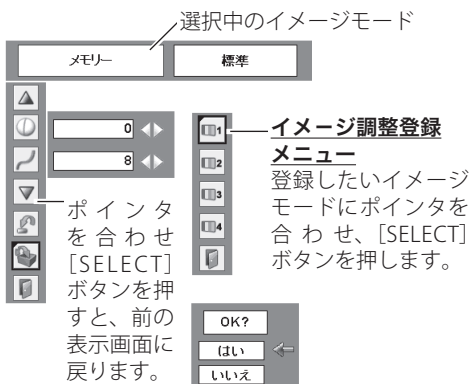 選択中のイメージモード
メモリー
標準
0
8
1
2
3
4
イメージ調整登録
メニュー
登録したいイメージ
モードにポインタを
合わせ、[SELECT]
ボタンを押します。
ポインタ
を合わせ
[SELECT]
ボタンを押
すと、前の
表示画面に
戻ります。
OK?
はい
いいえ